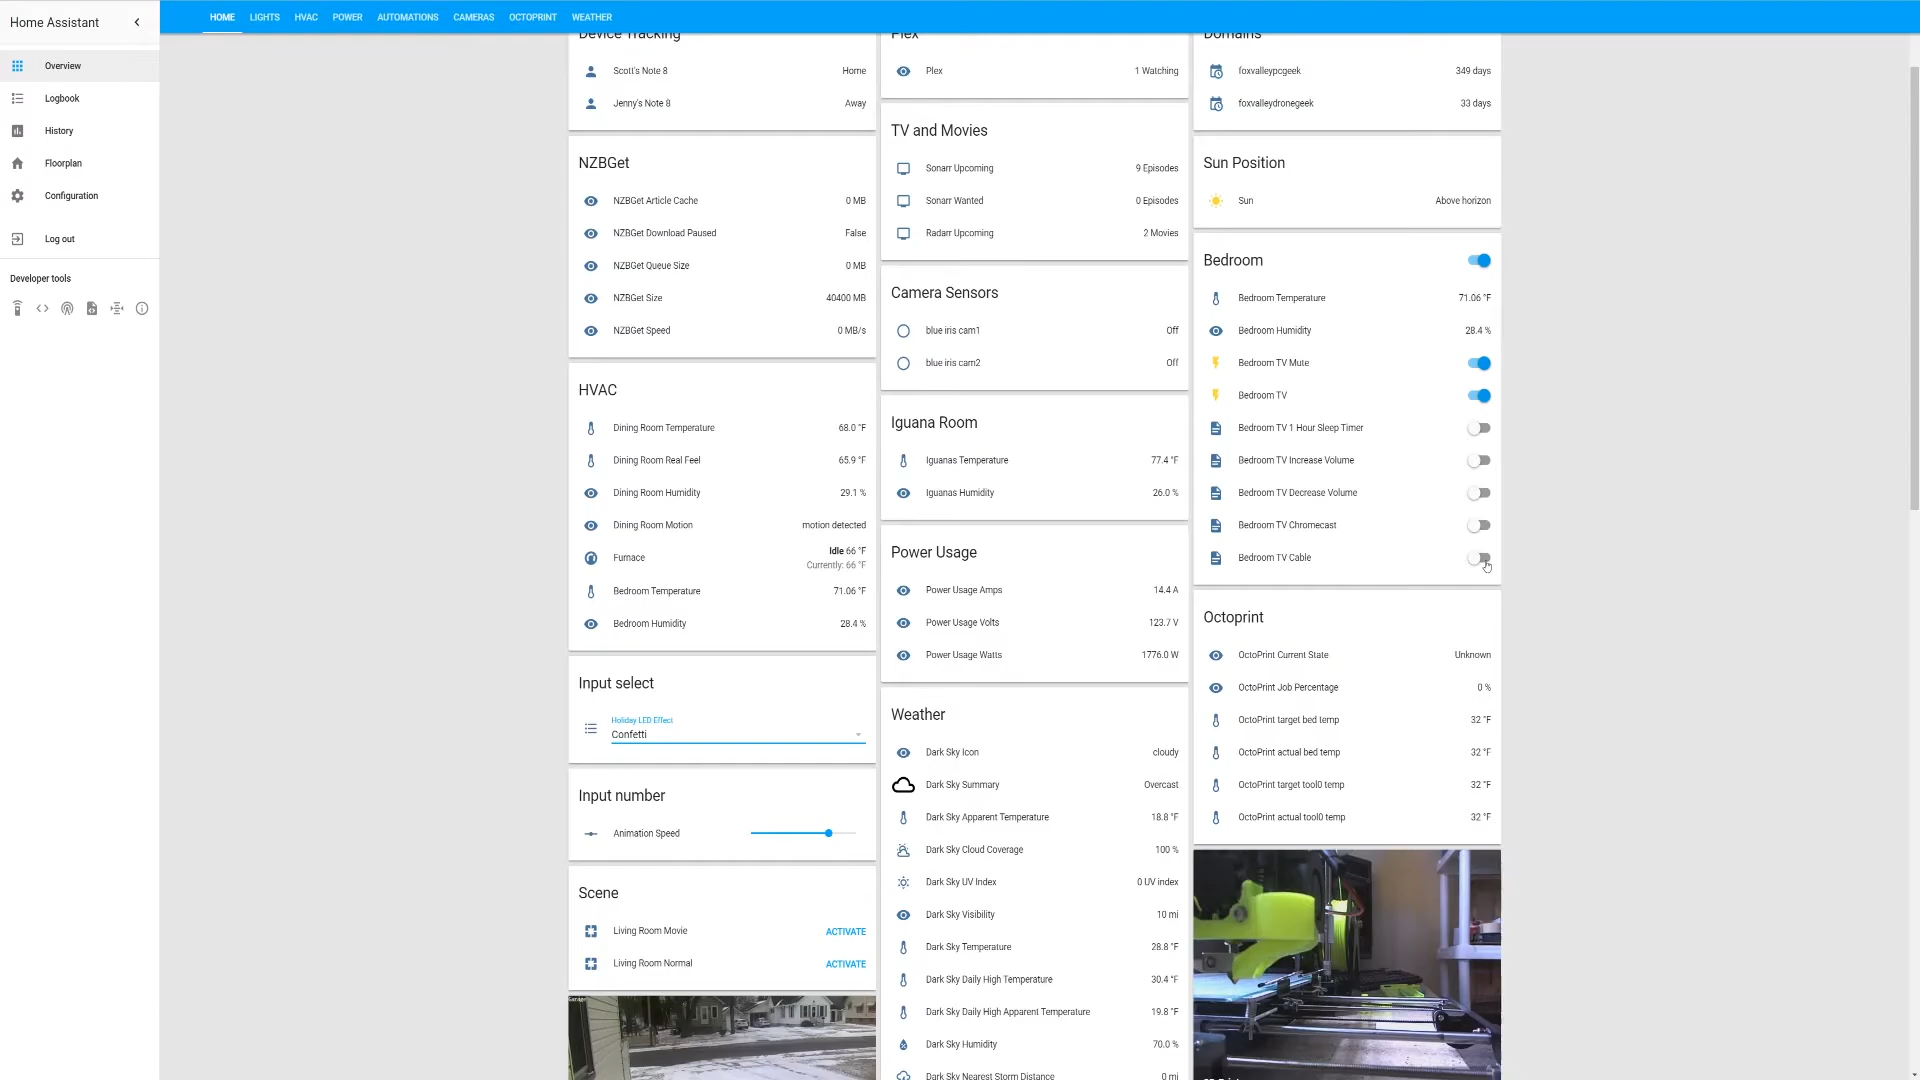 Home Assistant
HOME LIGHTS HVAC POWER AUTOMATIONS CAMERAS OCTOPRINT WEATHER
Overview
Logbook
History
Floorplan
Configuration
Log out
Developer tools
Device Tracking
Scott's Note 8 Home
Jenny's Note 8 Away
NZBGet
NZBGet Article Cache 0 MB
NZBGet Download Paused False
NZBGet Queue Size 0 MB
NZBGet Size 40400 MB
NZBGet Speed 0 MB/s
HVAC
Dining Room Temperature 68.0 °F
Dining Room Real Feel 65.9 °F
Dining Room Humidity 29.1 %
Dining Room Motion motion detected
Furnace Idle 66 °F
Currently: 66 °F
Bedroom Temperature 71.06 °F
Bedroom Humidity 28.4 %
Input select
Holiday LED Effect
Confetti
Input number
Animation Speed
Scene
Living Room Movie ACTIVATE
Living Room Normal ACTIVATE
Plex
Plex 1 Watching
TV and Movies
Sonarr Upcoming 9 Episodes
Sonarr Wanted 0 Episodes
Radarr Upcoming 2 Movies
Camera Sensors
blue iris cam1 Off
blue iris cam2 Off
Iguana Room
Iguanas Temperature 77.4 °F
Iguanas Humidity 26.0 %
Power Usage
Power Usage Amps 14.4 A
Power Usage Volts 123.7 V
Power Usage Watts 1776.0 W
Weather
Dark Sky Icon cloudy
Dark Sky Summary Overcast
Dark Sky Apparent Temperature 18.8 °F
Dark Sky Cloud Coverage 100 %
Dark Sky UV Index 0 UV index
Dark Sky Visibility 10 mi
Dark Sky Temperature 28.8 °F
Dark Sky Daily High Temperature 30.4 °F
Dark Sky Daily High Apparent Temperature 19.8 °F
Dark Sky Humidity 70.0 %
Dark Sky Nearest Storm Distance 0 mi
Domains
foxvalleypcgeek 349 days
foxvalleydronegeek 33 days
Sun Position
Sun Above horizon
Bedroom
Bedroom Temperature 71.06 °F
Bedroom Humidity 28.4 %
Bedroom TV Mute
Bedroom TV
Bedroom TV 1 Hour Sleep Timer
Bedroom TV Increase Volume
Bedroom TV Decrease Volume
Bedroom TV Chromecast
Bedroom TV Cable
Octoprint
OctoPrint Current State Unknown
OctoPrint Job Percentage 0 %
OctoPrint target bed temp 32 °F
OctoPrint actual bed temp 32 °F
OctoPrint target tool0 temp 32 °F
OctoPrint actual tool0 temp 32 °F